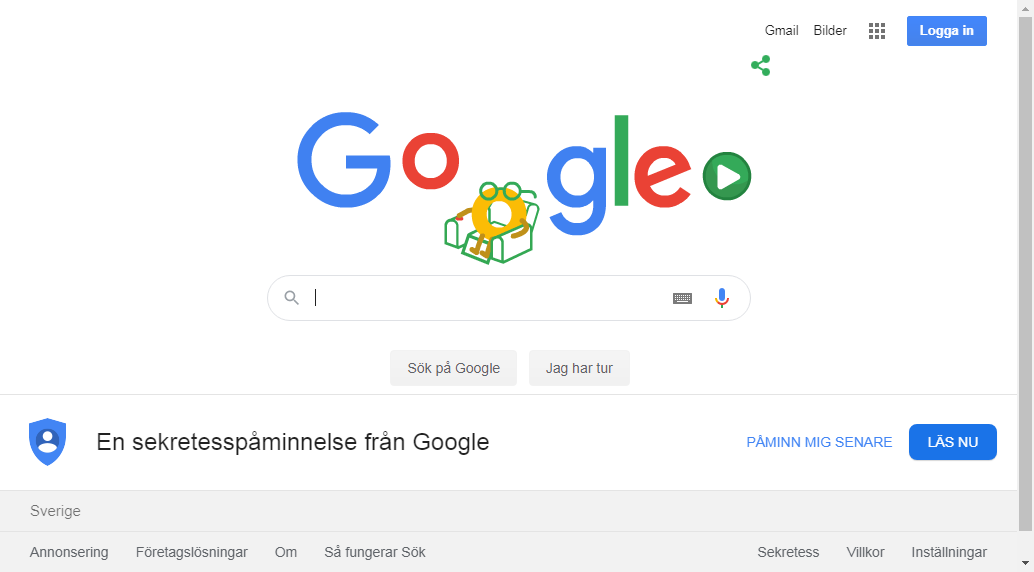 Gmail Bilder Logga in
Google
Sök på Google Jag har tur
En sekretesspåminnelse från Google PÅMINN MIG SENARE LÄS NU
Sverige
Annonsering Företagslösningar Om Så fungerar Sök Sekretess Villkor Inställningar